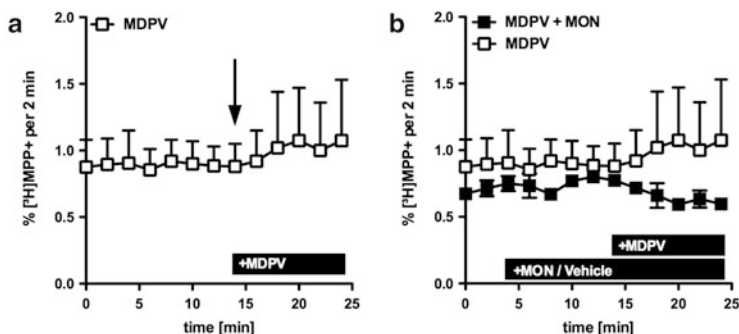 a
MDPV
% [³H]MPP+ per 2 min
2.0
1.5
1.0
0.5
0.0
+MDPV
0 5 10 15 20 25
time [min]
b
MDPV + MON
MDPV
% [³H]MPP+ per 2 min
2.0
1.5
1.0
0.5
0.0
+MDPV
+MON / Vehicle
0 5 10 15 20 25
time [min]